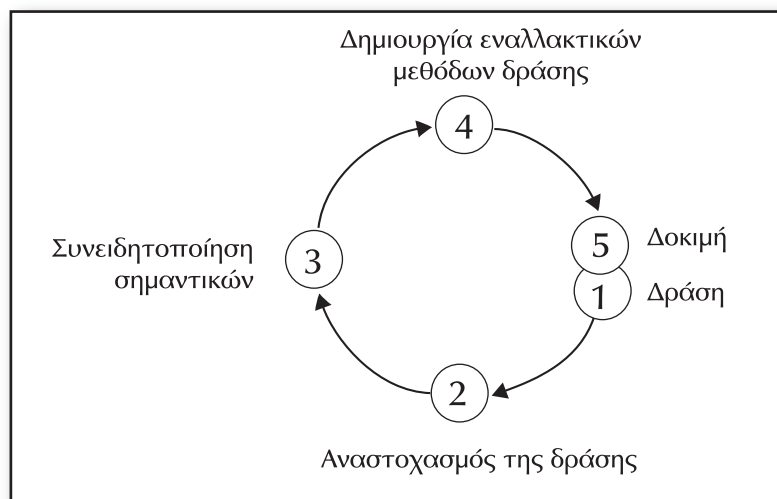 Δημιουργία εναλλακτικών
μεθόδων δράσης
4
5
Δοκιμή
Συνειδητοποίηση
σημαντικών
3
1
Δράση
2
Αναστοχασμός της δράσης